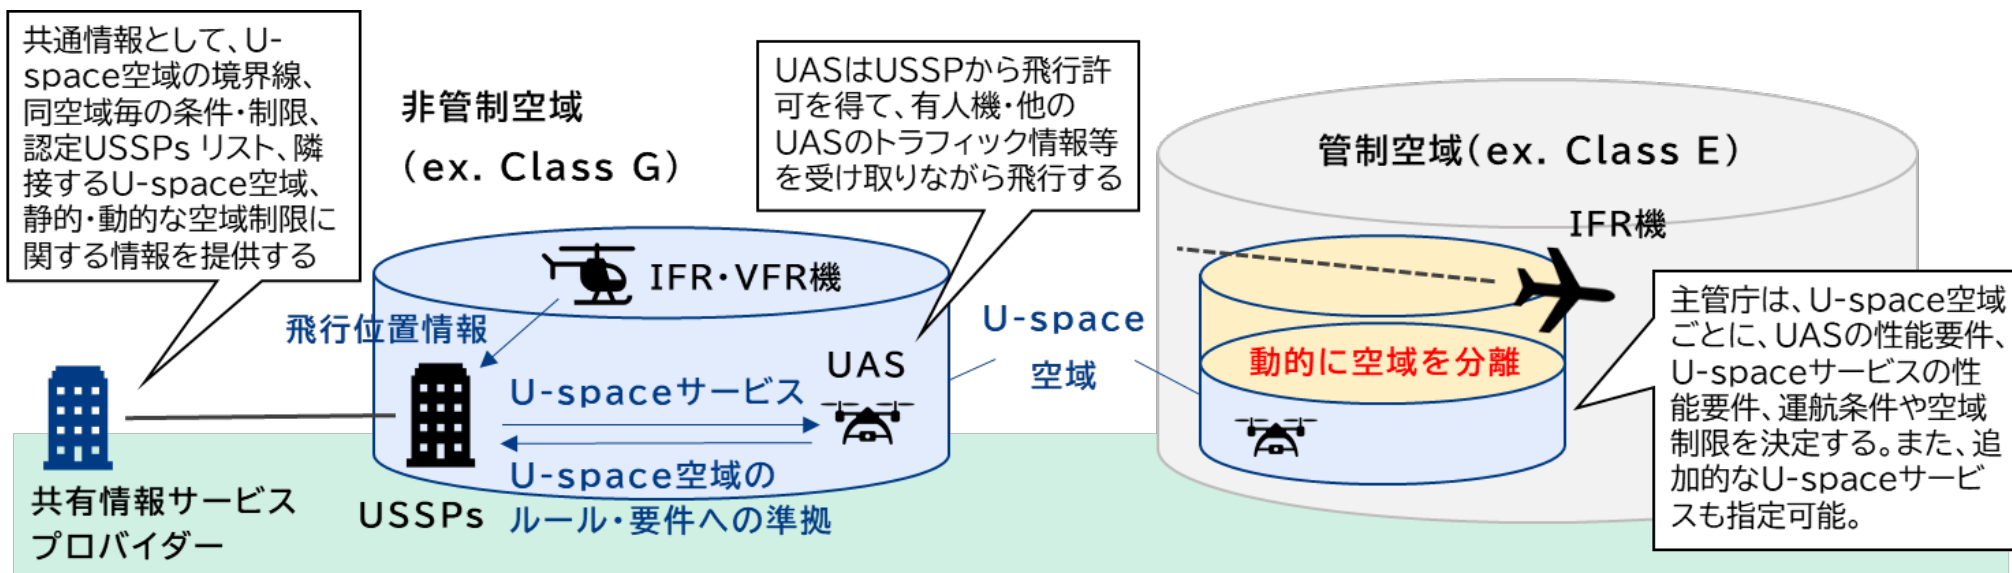 共通情報として、U-
space空域の境界線、
同空域毎の条件・制限、
認定USSPs リスト、隣
接するU-space空域、
静的・動的な空域制限に
関する情報を提供する
非管制空域
（ex. Class G）
UASはUSSPから飛行許
可を得て、有人機・他の
UASのトラフィック情報等
を受け取りながら飛行する
管制空域（ex. Class E）
IFR機
IFR・VFR機
飛行位置情報
U-space
空域
動的に空域を分離
UAS
U-spaceサービス
U-space空域の
ルール・要件への準拠
USSPs
共有情報サービス
プロバイダー
主管庁は、U-space空域
ごとに、UASの性能要件、
U-spaceサービスの性
能要件、運航条件や空域
制限を決定する。また、追
加的なU-spaceサービ
スも指定可能。